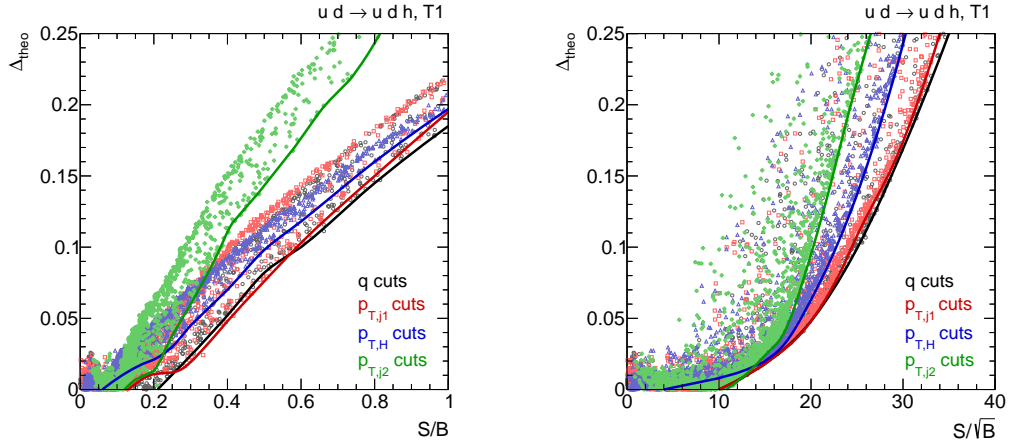 u d → u d h, T1
Δtheo
0.25
0.2
0.15
0.1
0.05
0
q cuts
pT,j1 cuts
pT,H cuts
pT,j2 cuts
0 0.2 0.4 0.6 0.8 1
S/B
u d → u d h, T1
Δtheo
0.25
0.2
0.15
0.1
0.05
0
q cuts
pT,j1 cuts
pT,H cuts
pT,j2 cuts
0 10 20 30 40
S/√B